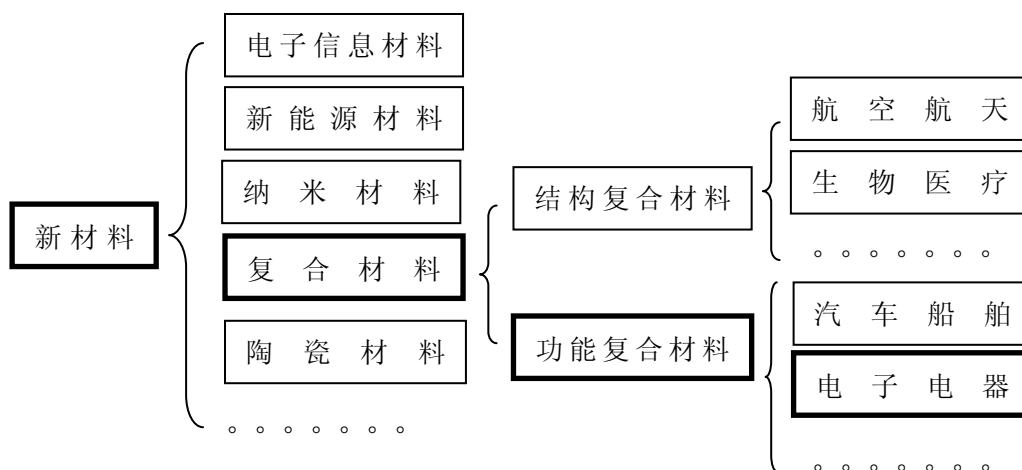 新材料
电子信息材料
新能源材料
纳米材料
复合材料
陶瓷材料
。。。。。。。
结构复合材料
功能复合材料
航空航天
生物医疗
。。。。。。。
汽车船舶
电子电器
。。。。。。。